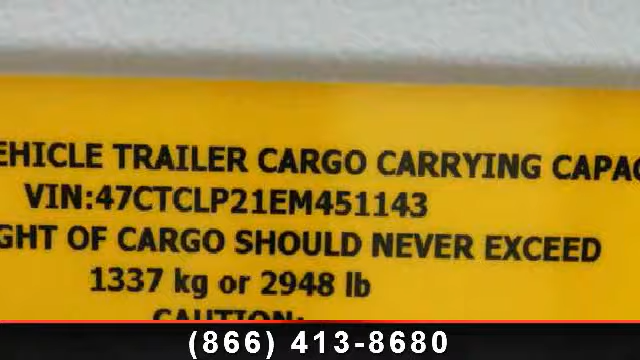 EHICLE TRAILER CARGO CARRYING CAPAC
VIN:47CTCLP21EM451143
GHT OF CARGO SHOULD NEVER EXCEED
1337 kg or 2948 lb
CAUTION:
(866) 413-8680